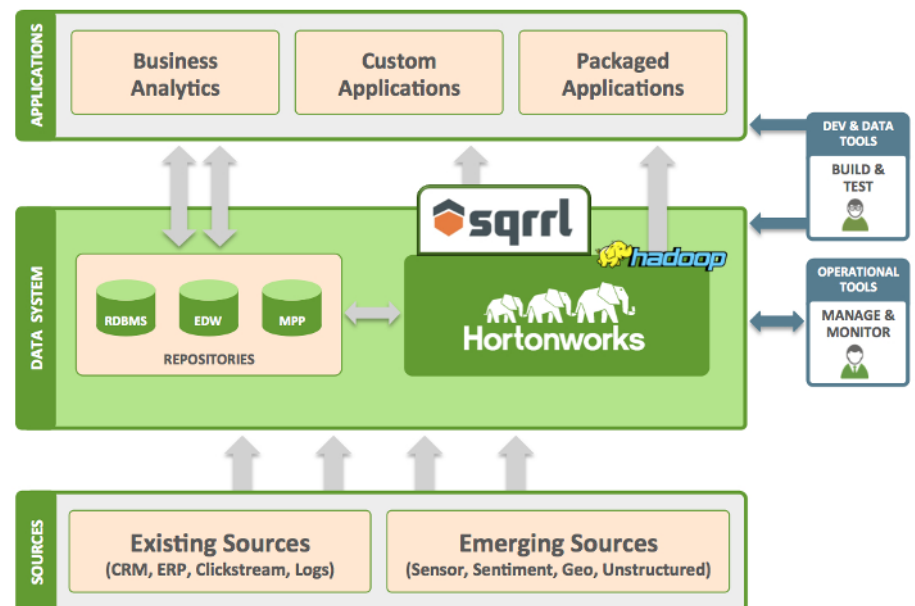 APPLICATIONS
Business
Analytics
Custom
Applications
Packaged
Applications
DEV & DATA
TOOLS
BUILD &
TEST
DATA SYSTEM
sqrrl
hadoop
RDBMS
EDW
MPP
REPOSITORIES
Hortonworks
OPERATIONAL
TOOLS
MANAGE &
MONITOR
SOURCES
Existing Sources
(CRM, ERP, Clickstream, Logs)
Emerging Sources
(Sensor, Sentiment, Geo, Unstructured)